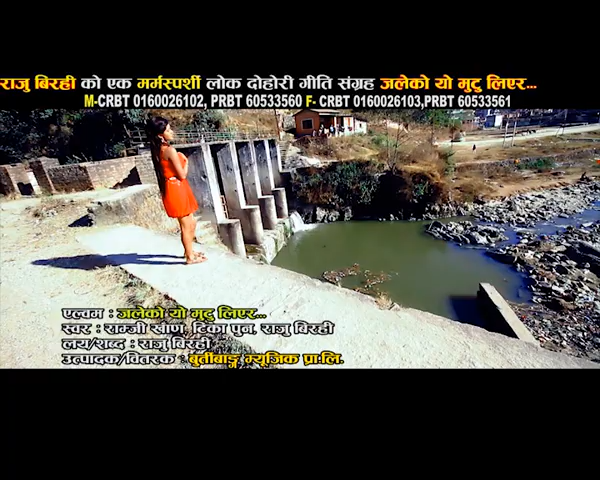 राजु बिरही को एक मर्मस्पर्शी लोक दोहोरी गीति संग्रह जलेको यो मुटु लिएर...
M-CRBT 0160026102, PRBT 60533560 F- CRBT 0160026103,PRBT 60533561
एल्वम : जलेको यो मुटु लिएर...
स्वर : रामजी खाण, टिका पुन, राजु बिरही
लय/शब्द : राजु बिरही
उत्पादक/वितरक : बुर्तीबाङ्ग म्यूजिक प्रा.लि.